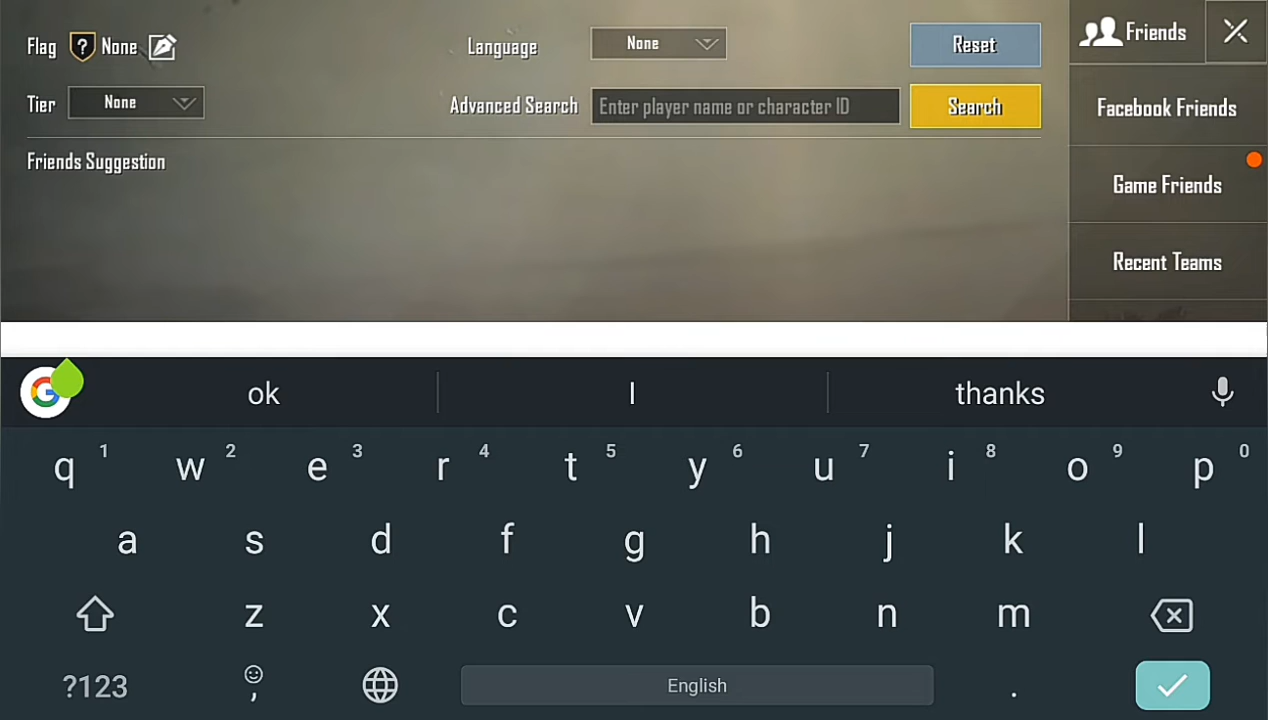 Flag ? None Language None Reset Friends
Tier None Advanced Search Enter player name or character ID Search Facebook Friends
Friends Suggestion
Game Friends
Recent Teams
G ok I thanks
q 1 w 2 e 3 r 4 t 5 y 6 u 7 i 8 o 9 p 0
a s d f g h j k l
z x c v b n m
?123 , English .